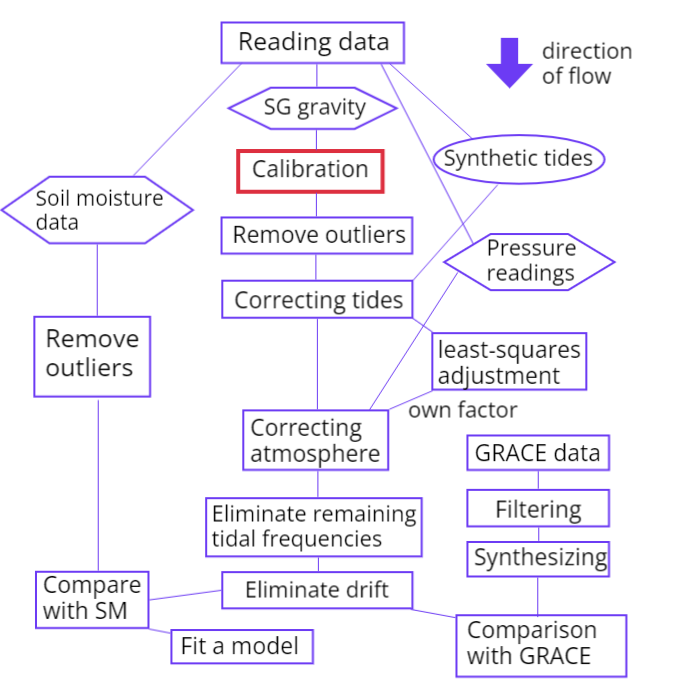 Reading data
direction
of flow
SG gravity
Synthetic tides
Calibration
Soil moisture
data
Remove outliers
Pressure
readings
Correcting tides
Remove
outliers
least-squares
adjustment
own factor
Correcting
atmosphere
GRACE data
Filtering
Eliminate remaining
tidal frequencies
Synthesizing
Compare
with SM
Eliminate drift
Comparison
with GRACE
Fit a model